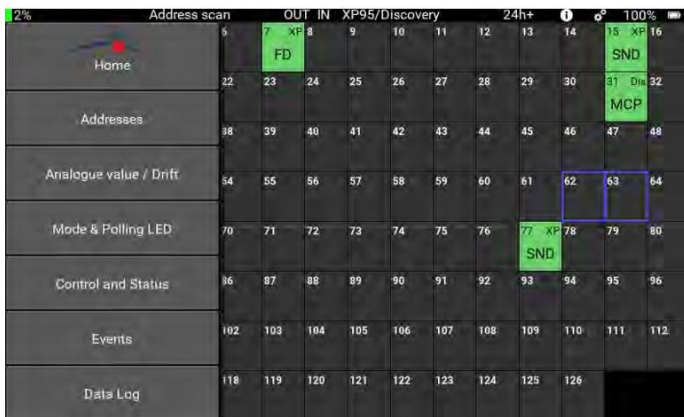 2% Address scan OUT IN XP95/Discovery 24h+ 100%
Home
Addresses
Analogue value / Drift
Mode & Polling LED
Control and Status
Events
Data Log
6 7 XP 8 9 10 11 12 13 14 15 XP 16
FD SND
22 23 24 25 26 27 28 29 30 31 Dis 32
MCP
38 39 40 41 42 43 44 45 46 47 48
54 55 56 57 58 59 60 61 62 63 64
70 71 72 73 74 75 76 77 XP 78 79 80
SND
86 87 88 89 90 91 92 93 94 95 96
102 103 104 105 106 107 108 109 110 111 112
118 119 120 121 122 123 124 125 126